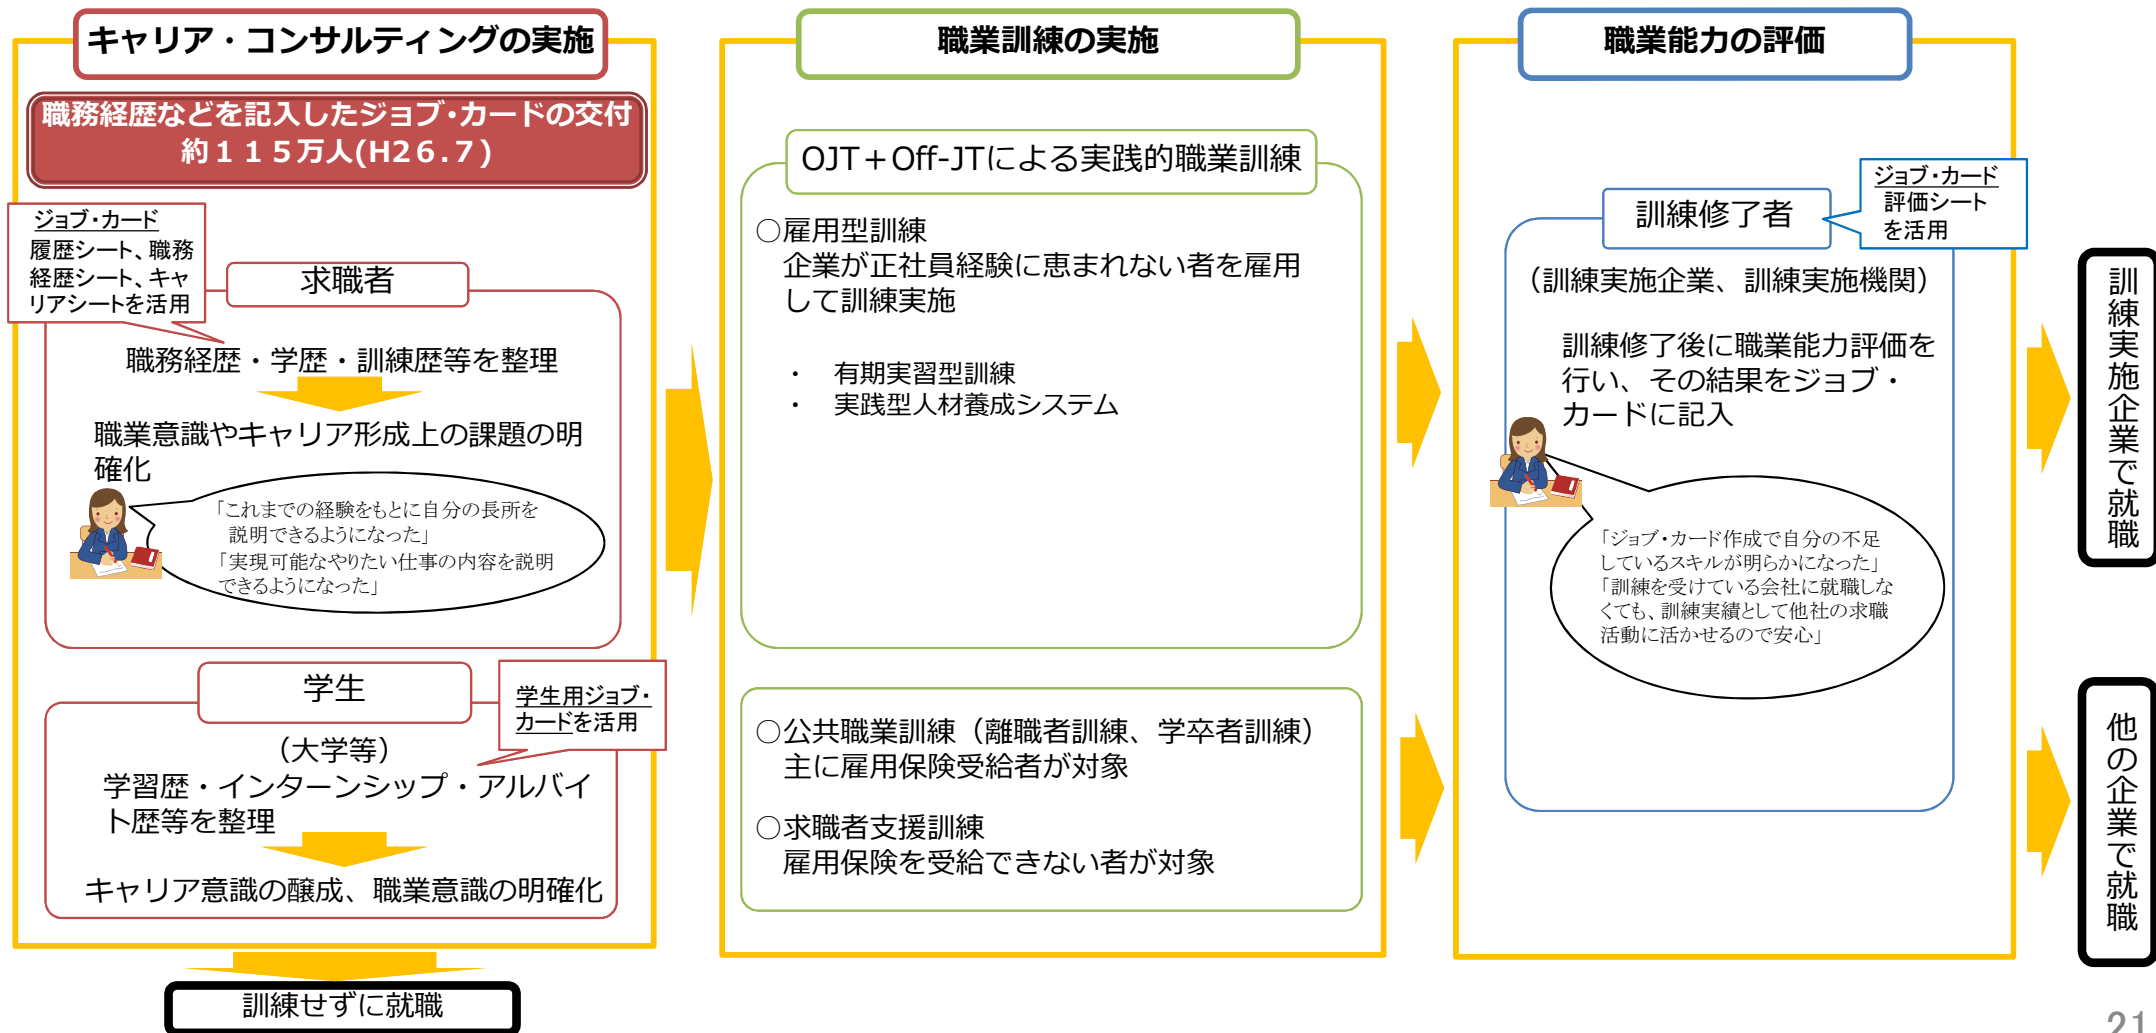 キャリア・コンサルティングの実施
職務経歴などを記入したジョブ・カードの交付
約１１５万人(H２６.７)
ジョブ・カード
履歴シート、職務
経歴シート、キャ
リアシートを活用
求職者
職務経歴・学歴・訓練歴等を整理
職業意識やキャリア形成上の課題の明
確化
「これまでの経験をもとに自分の長所を
説明できるようになった」
「実現可能なやりたい仕事の内容を説明
できるようになった」
学生
学生用ジョブ・
カードを活用
（大学等）
学習歴・インターンシップ・アルバイ
ト歴等を整理
キャリア意識の醸成、職業意識の明確化
訓練せずに就職
職業訓練の実施
OJT＋Off-JTによる実践的職業訓練
○雇用型訓練
企業が正社員経験に恵まれない者を雇用
して訓練実施
・　有期実習型訓練
・　実践型人材養成システム
○公共職業訓練（離職者訓練、学卒者訓練）
主に雇用保険受給者が対象
○求職者支援訓練
雇用保険を受給できない者が対象
職業能力の評価
ジョブ・カード
評価シート
を活用
訓練修了者
（訓練実施企業、訓練実施機関）
訓練修了後に職業能力評価を
行い、その結果をジョブ・
カードに記入
「ジョブ・カード作成で自分の不足
しているスキルが明らかになった」
「訓練を受けている会社に就職しな
くても、訓練実績として他社の求職
活動に活かせるので安心」
訓練実施企業で就職
他の企業で就職
21